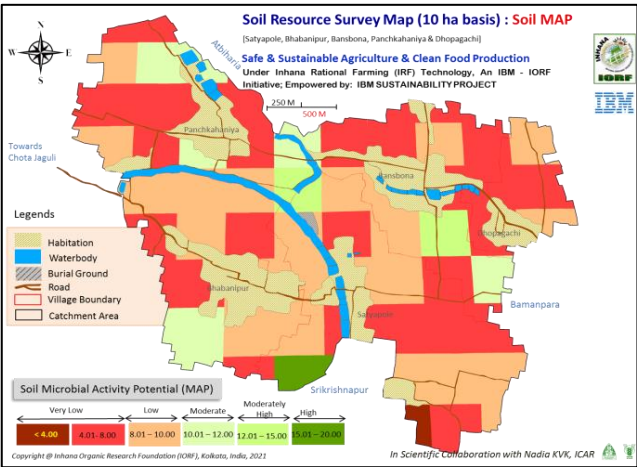 Soil Resource Survey Map (10 ha basis) : Soil MAP
[Satyapole, Bhabanipur, Bansbona, Panchkahaniya & Dhopagachi]
Safe & Sustainable Agriculture & Clean Food Production
Under Inhana Rational Farming (IRF) Technology, An IBM - IORF
Initiative; Empowered by: IBM SUSTAINABILITY PROJECT
INHANA
IORF
IBM
N
W
E
S
250 M
500 M
Atbiharia
Panchkahaniya
Towards
Chota Jaguli
Bansbona
Dhopagachi
Bhabanipur
Satyapole
Bamanpara
Srikrishnapur
Legends
Habitation
Waterbody
Burial Ground
Road
Village Boundary
Catchment Area
Soil Microbial Activity Potential (MAP)
Very Low
Low
Moderate
Moderately
High
High
< 4.00
4.01- 8.00
8.01 – 10.00
10.01 – 12.00
12.01 – 15.00
15.01 – 20.00
Copyright @ Inhana Organic Research Foundation (IORF), Kolkata, India, 2021
In Scientific Collaboration with Nadia KVK, ICAR